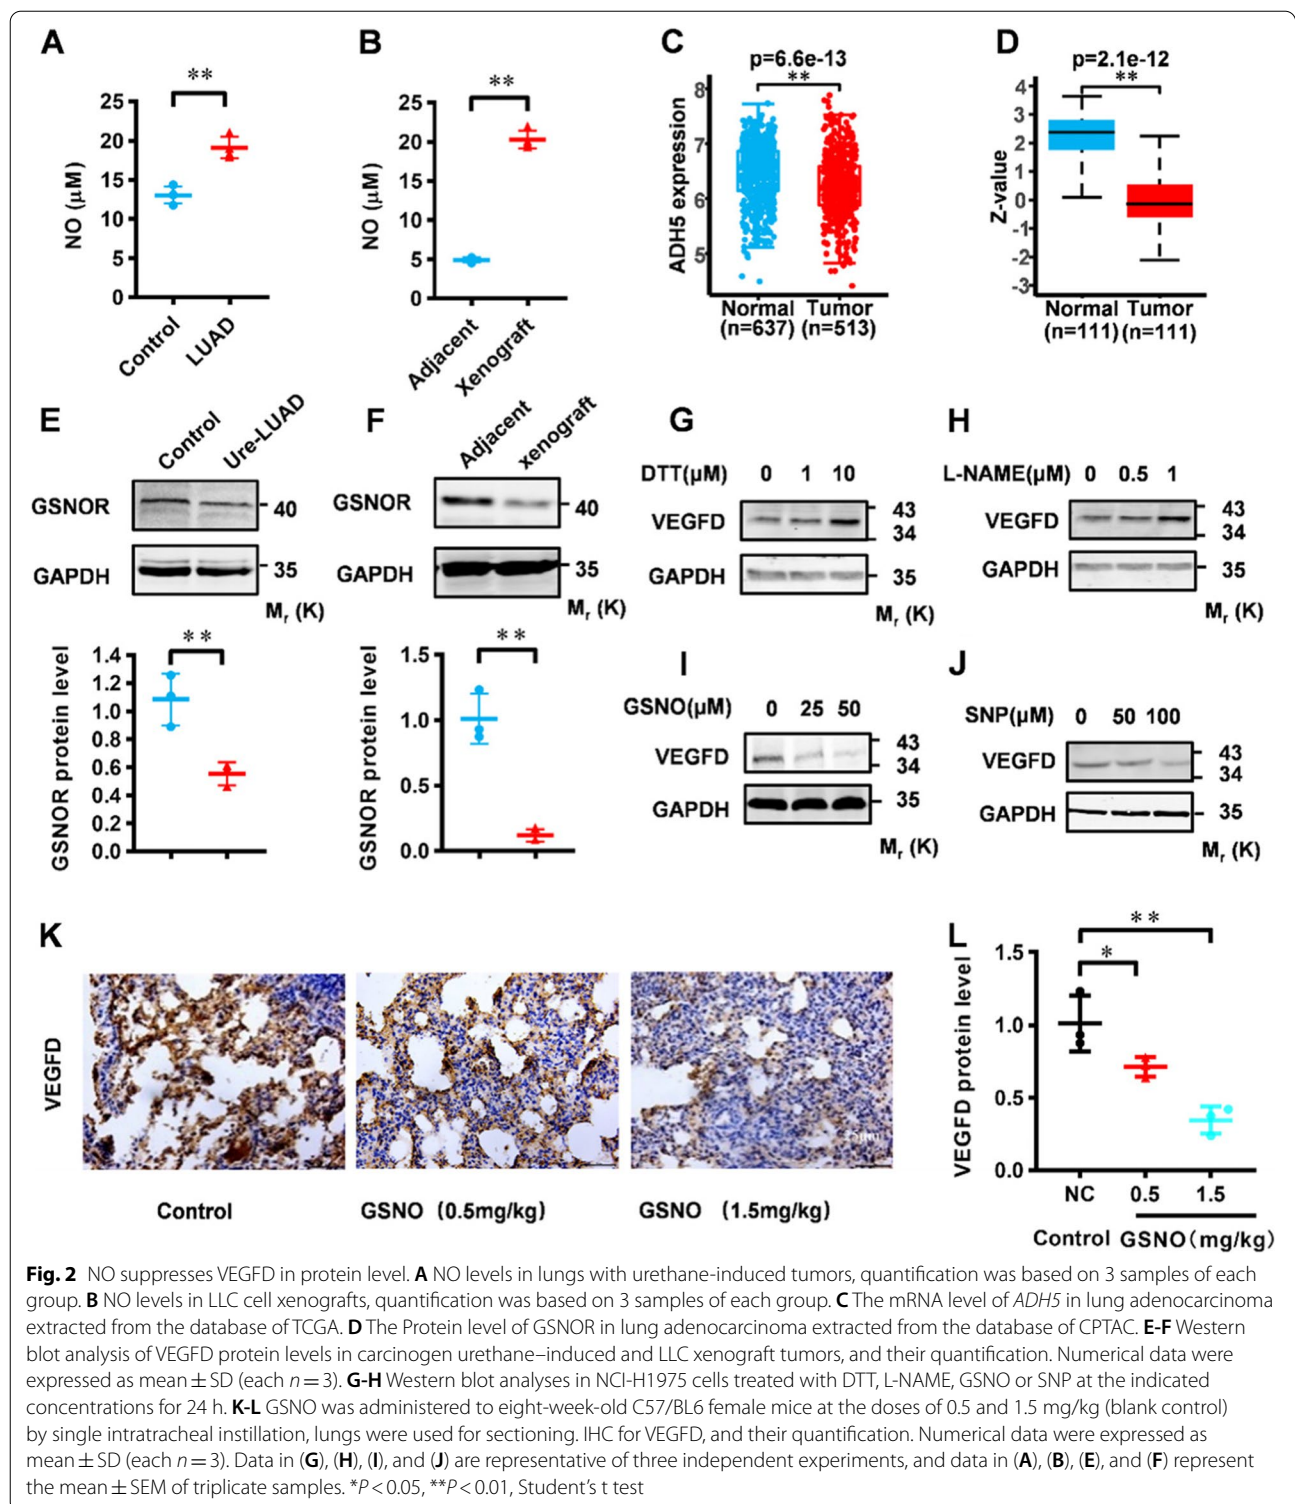 A
**
NO (μM)
25
20
15
10
5
0
Control
LUAD
B
**
NO (μM)
25
20
15
10
5
0
Adjacent
Xenograft
C
p=6.6e-13
**
ADH5 expression
8
7
6
5
Normal
(n=637)
Tumor
(n=513)
D
p=2.1e-12
**
Z-value
4
3
2
1
0
-1
-2
-3
Normal
(n=111)
Tumor
(n=111)
E
Control
Ure-LUAD
GSNOR
40
GAPDH
35
Mr (K)
**
GSNOR protein level
1.4
1.2
1.0
0.8
0.6
0.4
0.2
0.0
F
Adjacent
xenograft
GSNOR
40
GAPDH
35
Mr (K)
**
GSNOR protein level
1.5
1.0
0.5
0.0
G
DTT(μM) 0 1 10
VEGFD
43
34
GAPDH
35
Mr (K)
H
L-NAME(μM) 0 0.5 1
VEGFD
43
34
GAPDH
35
Mr (K)
I
GSNO(μM) 0 25 50
VEGFD
43
34
GAPDH
35
Mr (K)
J
SNP(μM) 0 50 100
VEGFD
43
34
GAPDH
35
Mr (K)
K
VEGFD
Control
GSNO (0.5mg/kg)
GSNO (1.5mg/kg)
L
**
*
VEGFD protein level
1.5
1.0
0.5
0.0
NC 0.5 1.5
Control GSNO(mg/kg)
Fig. 2 NO suppresses VEGFD in protein level. A NO levels in lungs with urethane-induced tumors, quantification was based on 3 samples of each
group. B NO levels in LLC cell xenografts, quantification was based on 3 samples of each group. C The mRNA level of ADH5 in lung adenocarcinoma
extracted from the database of TCGA. D The Protein level of GSNOR in lung adenocarcinoma extracted from the database of CPTAC. E-F Western
blot analysis of VEGFD protein levels in carcinogen urethane–induced and LLC xenograft tumors, and their quantification. Numerical data were
expressed as mean ± SD (each n = 3). G-H Western blot analyses in NCI-H1975 cells treated with DTT, L-NAME, GSNO or SNP at the indicated
concentrations for 24 h. K-L GSNO was administered to eight-week-old C57/BL6 female mice at the doses of 0.5 and 1.5 mg/kg (blank control)
by single intratracheal instillation, lungs were used for sectioning. IHC for VEGFD, and their quantification. Numerical data were expressed as
mean ± SD (each n = 3). Data in (G), (H), (I), and (J) are representative of three independent experiments, and data in (A), (B), (E), and (F) represent
the mean ± SEM of triplicate samples. *P < 0.05, **P < 0.01, Student's t test